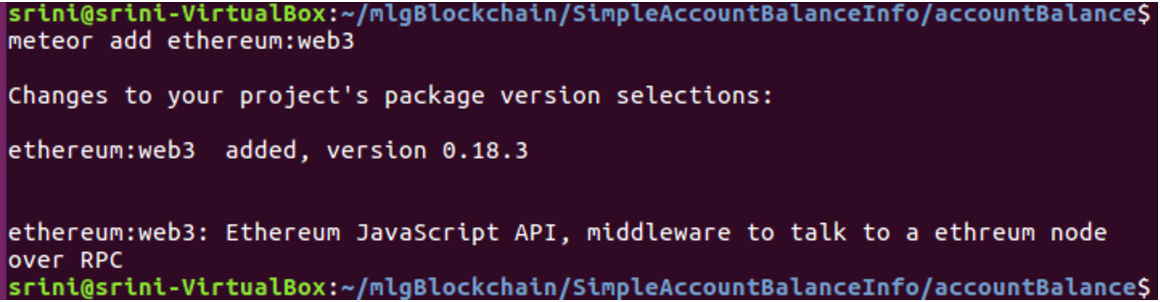 srini@srini-VirtualBox:~/mlgBlockchain/SimpleAccountBalanceInfo/accountBalance$
meteor add ethereum:web3
Changes to your project's package version selections:
ethereum:web3  added, version 0.18.3
ethereum:web3: Ethereum JavaScript API, middleware to talk to a ethreum node
over RPC
srini@srini-VirtualBox:~/mlgBlockchain/SimpleAccountBalanceInfo/accountBalance$